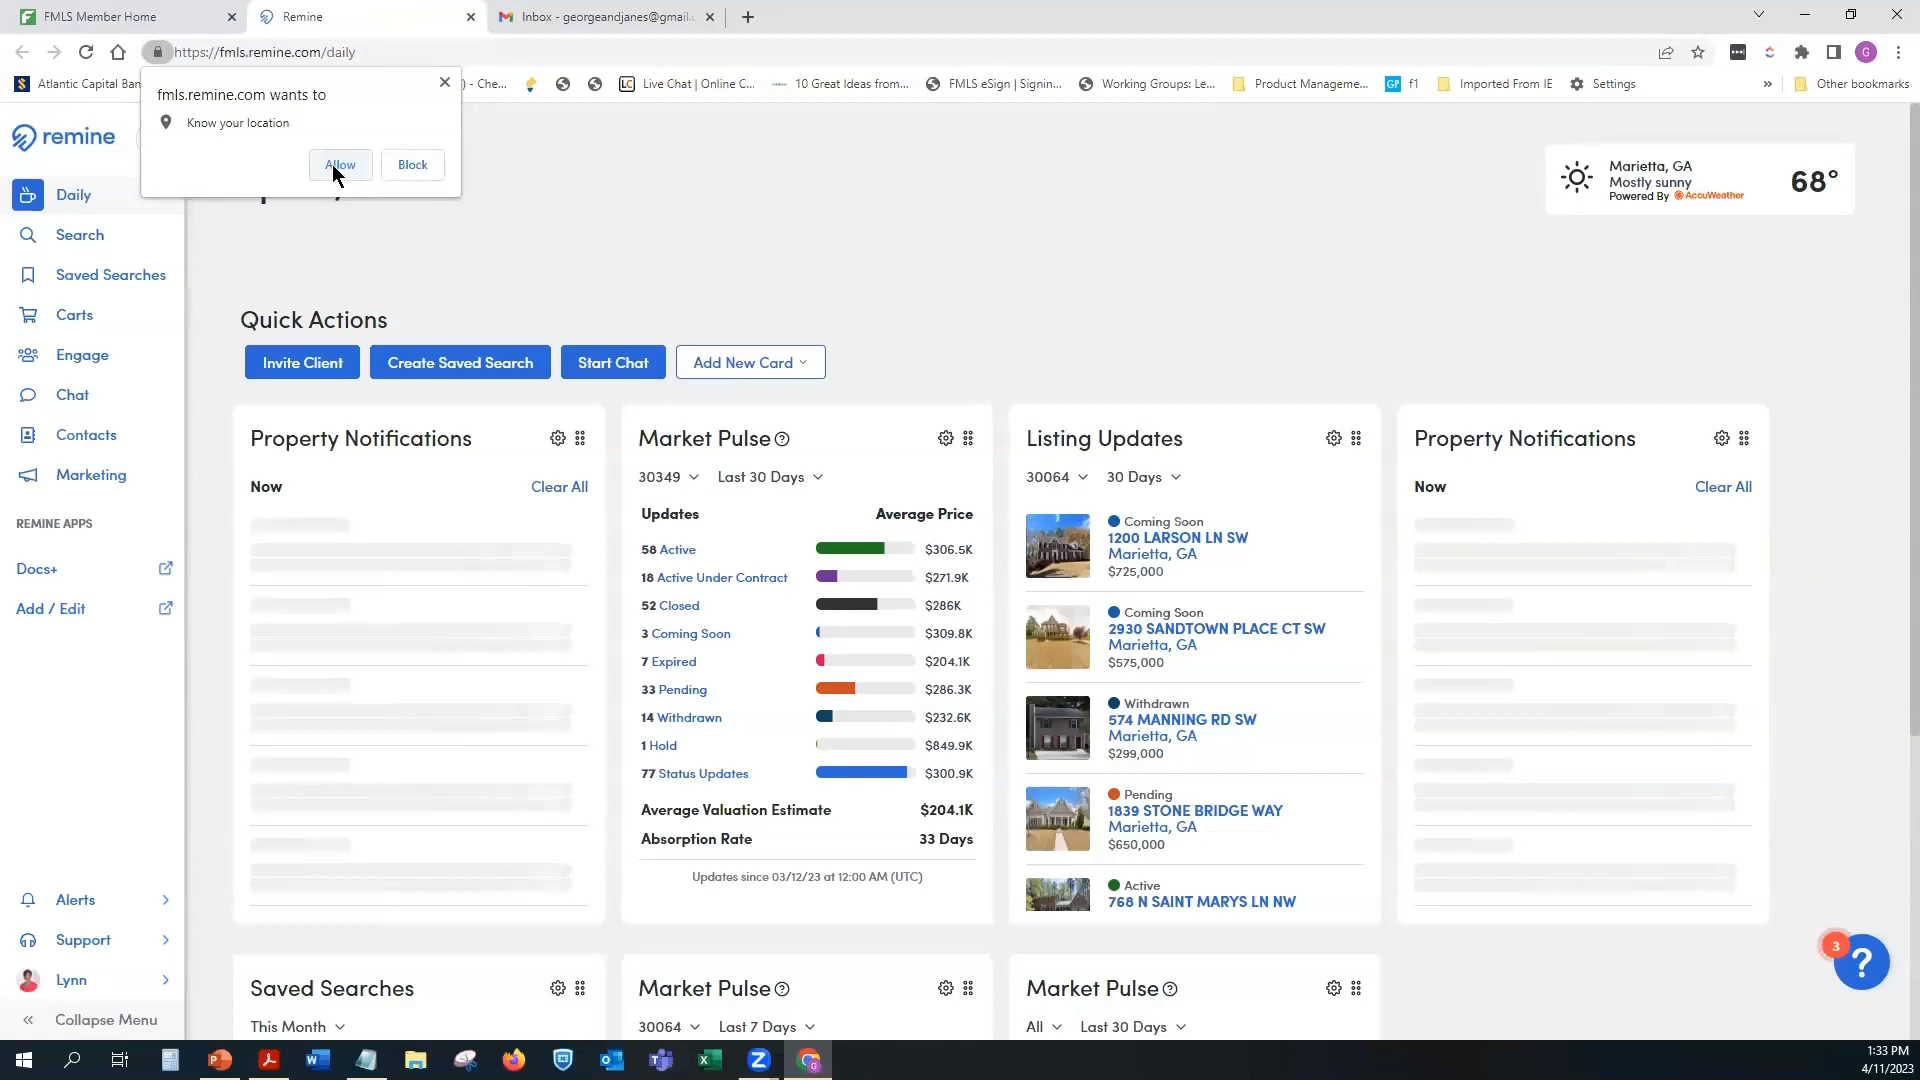 FMLS Member Home
Remine
Inbox - georgeandjanes@gmail.
https://fmls.remine.com/daily
G
Atlantic Capital Ban
) - Che...
Live Chat | Online C...
10 Great Ideas from...
FMLS eSign | Signin...
Working Groups: Le...
Product Manageme...
GP f1
Imported From IE
Settings
»
Other bookmarks
fmls.remine.com wants to
Know your location
Allow
Block
remine
Daily
Search
Saved Searches
Carts
Engage
Chat
Contacts
Marketing
REMINE APPS
Docs+
Add / Edit
Alerts
Support
Lynn
Collapse Menu
Marietta, GA
Mostly sunny
Powered By AccuWeather
68°
Quick Actions
Invite Client
Create Saved Search
Start Chat
Add New Card
Property Notifications
Now
Clear All
Market Pulse
30349
Last 30 Days
Updates
Average Price
58 Active $306.5K
18 Active Under Contract $271.9K
52 Closed $286K
3 Coming Soon $309.8K
7 Expired $204.1K
33 Pending $286.3K
14 Withdrawn $232.6K
1 Hold $849.9K
77 Status Updates $300.9K
Average Valuation Estimate $204.1K
Absorption Rate 33 Days
Updates since 03/12/23 at 12:00 AM (UTC)
Listing Updates
30064
30 Days
Coming Soon
1200 LARSON LN SW
Marietta, GA
$725,000
Coming Soon
2930 SANDTOWN PLACE CT SW
Marietta, GA
$575,000
Withdrawn
574 MANNING RD SW
Marietta, GA
$299,000
Pending
1839 STONE BRIDGE WAY
Marietta, GA
$650,000
Active
768 N SAINT MARYS LN NW
Property Notifications
Now
Clear All
Saved Searches
This Month
Market Pulse
30064
Last 7 Days
Market Pulse
All
Last 30 Days
3
?
1:33 PM
4/11/2023